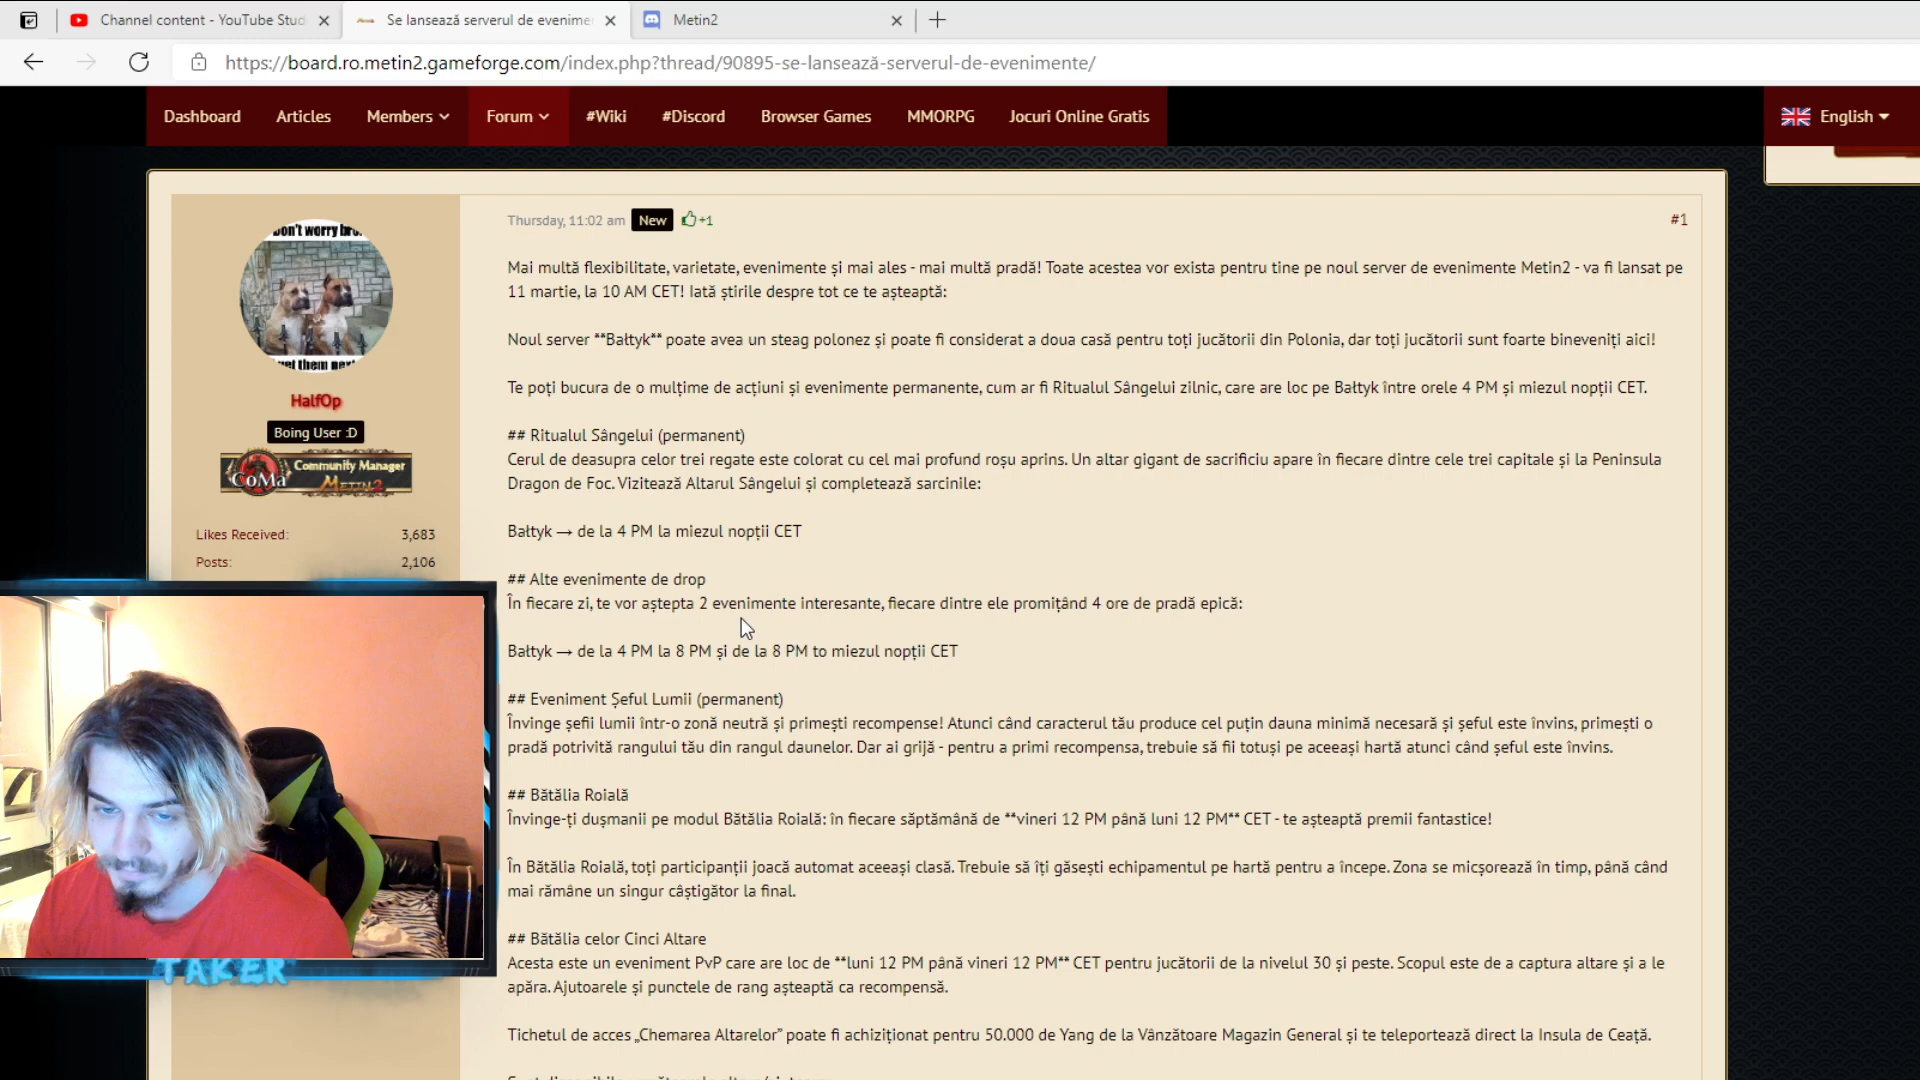 Channel content - YouTube Stud
Se lansează serverul de evenime
Metin2
https://board.ro.metin2.gameforge.com/index.php?thread/90895-se-lansează-serverul-de-evenimente/
Dashboard Articles Members Forum #Wiki #Discord Browser Games MMORPG Jocuri Online Gratis English
Thursday, 11:02 am New +1 #1
Mai multă flexibilitate, varietate, evenimente și mai ales - mai multă pradă! Toate acestea vor exista pentru tine pe noul server de evenimente Metin2 - va fi lansat pe
11 martie, la 10 AM CET! Iată știrile despre tot ce te așteaptă:
Noul server **Bałtyk** poate avea un steag polonez și poate fi considerat a doua casă pentru toți jucătorii din Polonia, dar toți jucătorii sunt foarte bineveniți aici!
Te poți bucura de o mulțime de acțiuni și evenimente permanente, cum ar fi Ritualul Sângelui zilnic, care are loc pe Bałtyk între orele 4 PM și miezul nopții CET.
HalfOp
Boing User :D
Community Manager
CoMa METIN2
Likes Received: 3,683
Posts: 2,106
## Ritualul Sângelui (permanent)
Cerul de deasupra celor trei regate este colorat cu cel mai profund roșu aprins. Un altar gigant de sacrificiu apare în fiecare dintre cele trei capitale și la Peninsula
Dragon de Foc. Vizitează Altarul Sângelui și completează sarcinile:
Bałtyk → de la 4 PM la miezul nopții CET
## Alte evenimente de drop
În fiecare zi, te vor aștepta 2 evenimente interesante, fiecare dintre ele promițând 4 ore de pradă epică:
Bałtyk → de la 4 PM la 8 PM și de la 8 PM to miezul nopții CET
## Eveniment Șeful Lumii (permanent)
Învinge șefii lumii într-o zonă neutră și primești recompense! Atunci când caracterul tău produce cel puțin dauna minimă necesară și șeful este învins, primești o
pradă potrivită rangului tău din rangul daunelor. Dar ai grijă - pentru a primi recompensa, trebuie să fii totuși pe aceeași hartă atunci când șeful este învins.
## Bătălia Roială
Învinge-ți dușmanii pe modul Bătălia Roială: în fiecare săptămână de **vineri 12 PM până luni 12 PM** CET - te așteaptă premii fantastice!
În Bătălia Roială, toți participanții joacă automat aceeași clasă. Trebuie să îți găsești echipamentul pe hartă pentru a începe. Zona se micșorează în timp, până când
mai rămâne un singur câștigător la final.
## Bătălia celor Cinci Altare
Acesta este un eveniment PvP care are loc de **luni 12 PM până vineri 12 PM** CET pentru jucătorii de la nivelul 30 și peste. Scopul este de a captura altare și a le
apăra. Ajutoarele și punctele de rang așteaptă ca recompensă.
Tichetul de acces „Chemarea Altarelor” poate fi achiziționat pentru 50.000 de Yang de la Vânzătoare Magazin General și te teleportează direct la Insula de Ceață.
TAKER